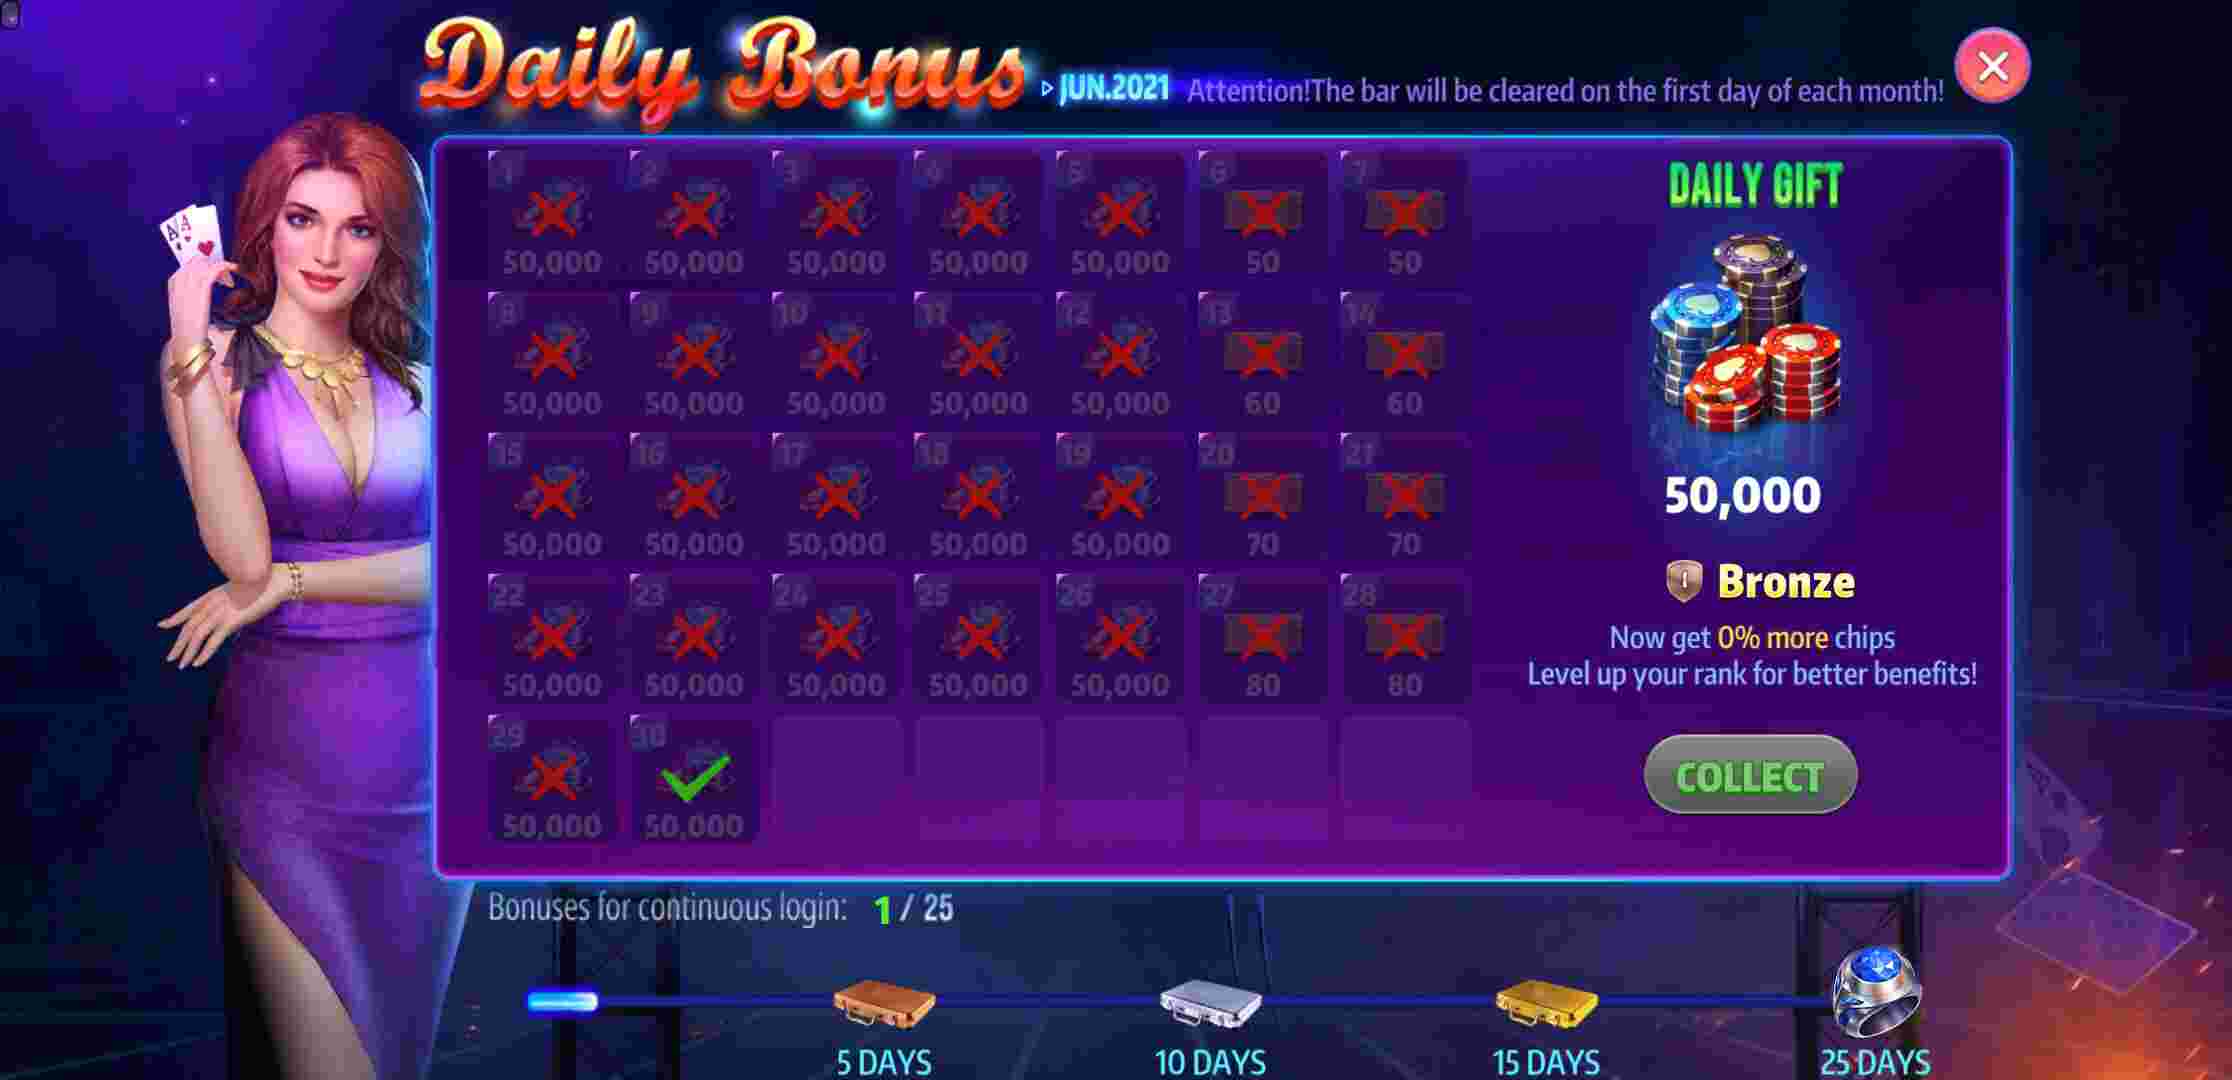 Daily Bonus
JUN.2021
Attention!The bar will be cleared on the first day of each month!
A A
1 2 3 4 5 6 7
50,000 50,000 50,000 50,000 50,000 50 50
8 9 10 11 12 13 14
50,000 50,000 50,000 50,000 50,000 60 60
15 16 17 18 19 20 21
50,000 50,000 50,000 50,000 50,000 70 70
22 23 24 25 26 27 28
50,000 50,000 50,000 50,000 50,000 80 80
29 30
50,000 50,000
DAILY GIFT
50,000
Bronze
Now get 0% more chips
Level up your rank for better benefits!
COLLECT
Bonuses for continuous login: 1 / 25
5 DAYS 10 DAYS 15 DAYS 25 DAYS